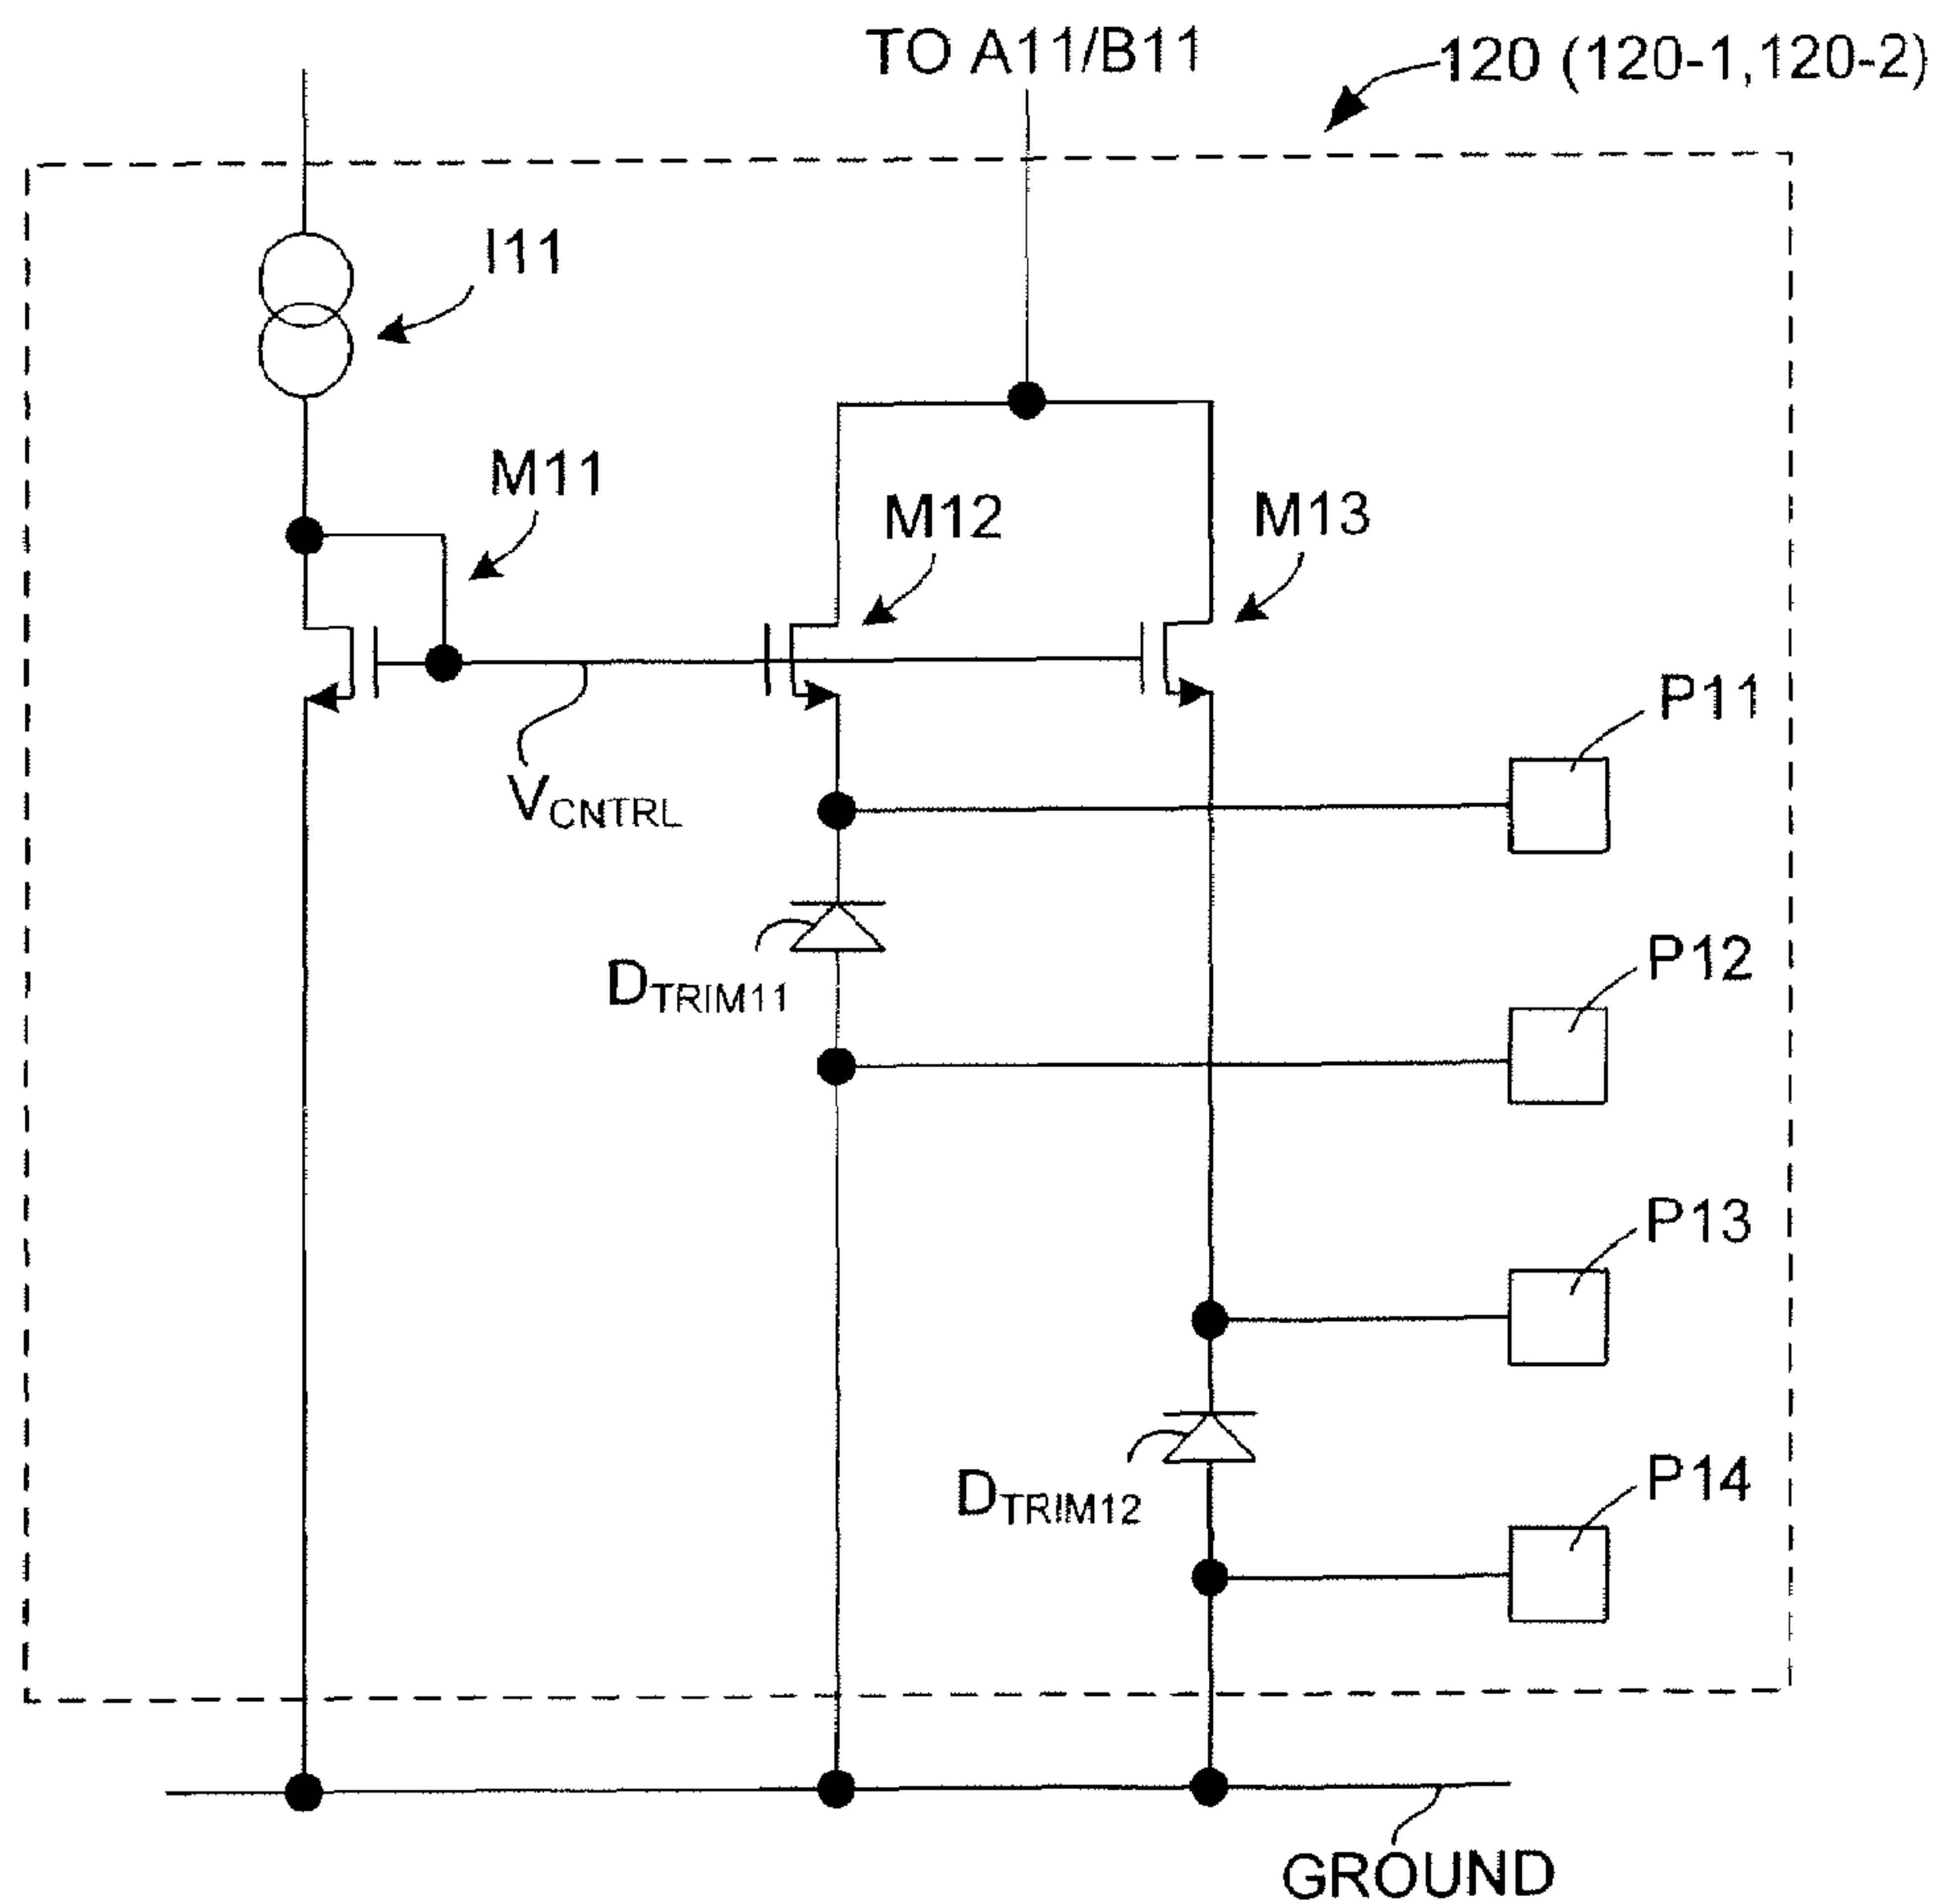 TO A11/B11
120 (120-1,120-2)
I11
M11
M12
M13
P11
VCNTRL
P12
DTRIM11
P13
P14
DTRIM12
GROUND